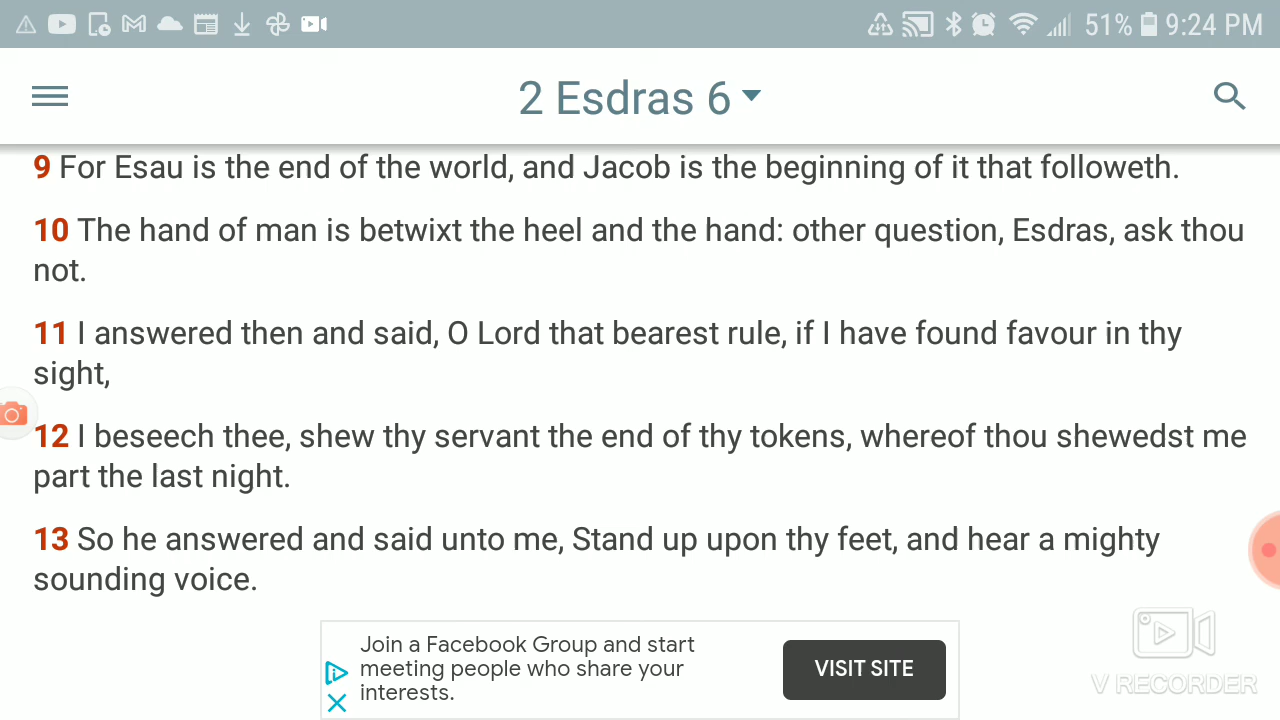 51% 9:24 PM
2 Esdras 6
9 For Esau is the end of the world, and Jacob is the beginning of it that followeth.
10 The hand of man is betwixt the heel and the hand: other question, Esdras, ask thou
not.
11 I answered then and said, O Lord that bearest rule, if I have found favour in thy
sight,
12 I beseech thee, shew thy servant the end of thy tokens, whereof thou shewedst me
part the last night.
13 So he answered and said unto me, Stand up upon thy feet, and hear a mighty
sounding voice.
Join a Facebook Group and start
meeting people who share your
interests.
VISIT SITE
V RECORDER